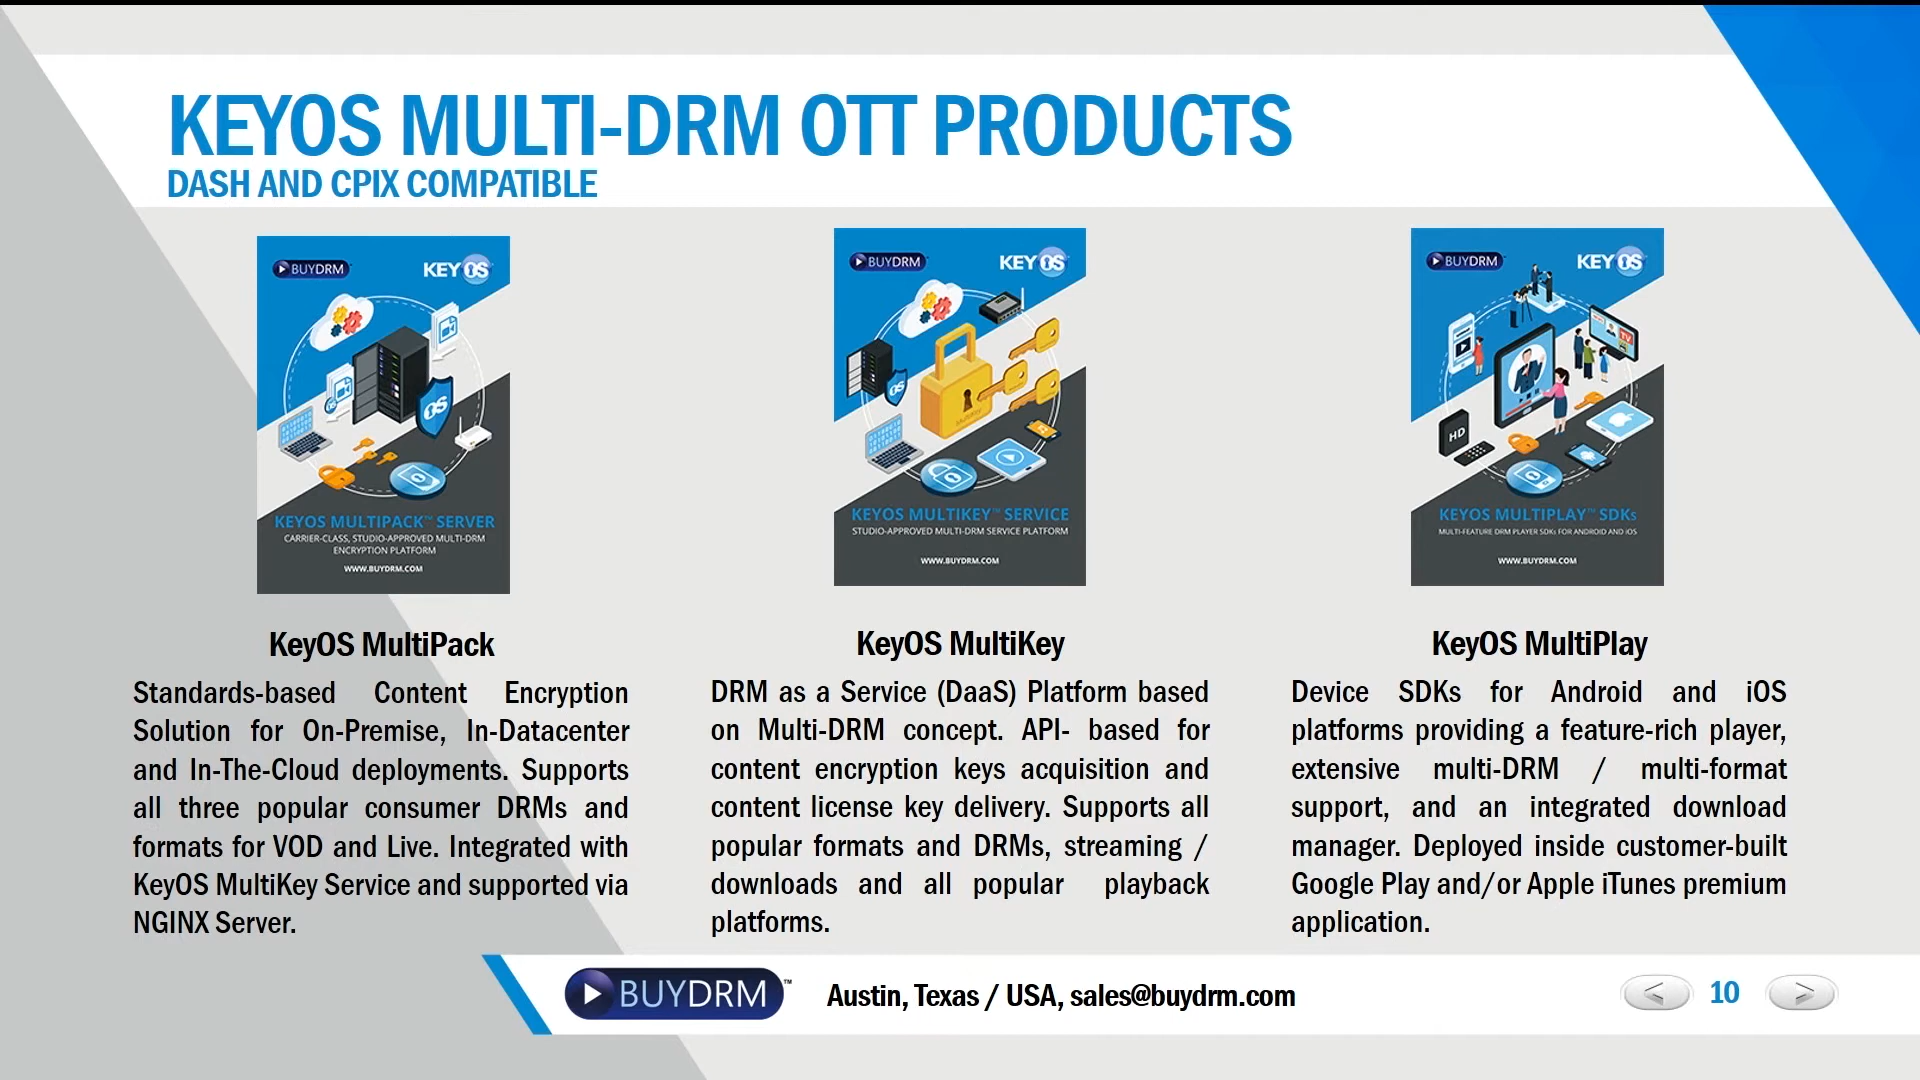 KEYOS MULTI-DRM OTT PRODUCTS
DASH AND CPIX COMPATIBLE
BUYDRM
KEYOS
KEYOS MULTIPACK™ SERVER
CARRIER-CLASS, STUDIO-APPROVED MULTI-DRM
ENCRYPTION PLATFORM
WWW.BUYDRM.COM
KeyOS MultiPack
Standards-based Content Encryption
Solution for On-Premise, In-Datacenter
and In-The-Cloud deployments. Supports
all three popular consumer DRMs and
formats for VOD and Live. Integrated with
KeyOS MultiKey Service and supported via
NGINX Server.
BUYDRM
KEYOS
KEYOS MULTIKEY™ SERVICE
STUDIO-APPROVED MULTI-DRM SERVICE PLATFORM
WWW.BUYDRM.COM
KeyOS MultiKey
DRM as a Service (DaaS) Platform based
on Multi-DRM concept. API- based for
content encryption keys acquisition and
content license key delivery. Supports all
popular formats and DRMs, streaming /
downloads and all popular playback
platforms.
BUYDRM
KEYOS
HD
TV
KEYOS MULTIPLAY™ SDKs
MULTI-FEATURE DRM PLAYER SDKs FOR ANDROID AND iOS
WWW.BUYDRM.COM
KeyOS MultiPlay
Device SDKs for Android and iOS
platforms providing a feature-rich player,
extensive multi-DRM / multi-format
support, and an integrated download
manager. Deployed inside customer-built
Google Play and/or Apple iTunes premium
application.
BUYDRM™
Austin, Texas / USA, sales@buydrm.com
< 10 >